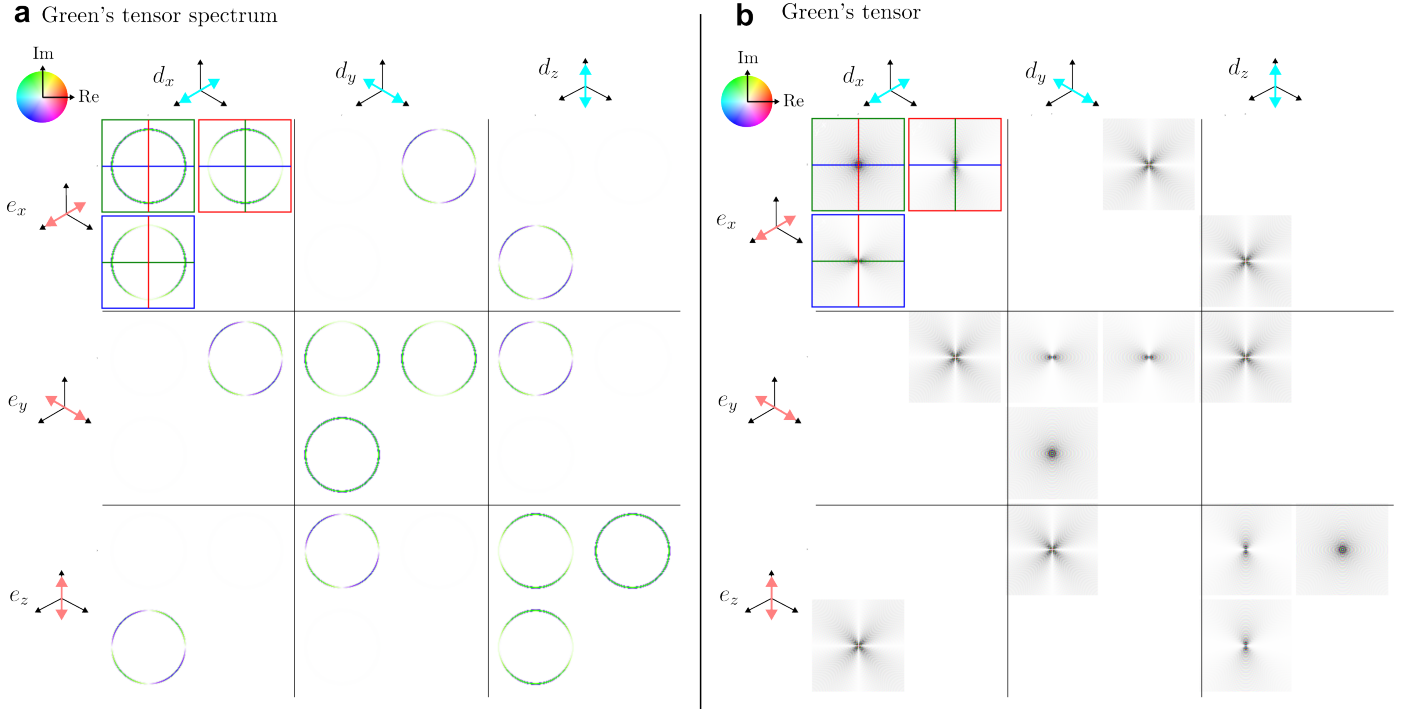 a Green's tensor spectrum
Im
Re
d_x
d_y
d_z
e_x
e_y
e_z
b Green's tensor
Im
Re
d_x
d_y
d_z
e_x
e_y
e_z